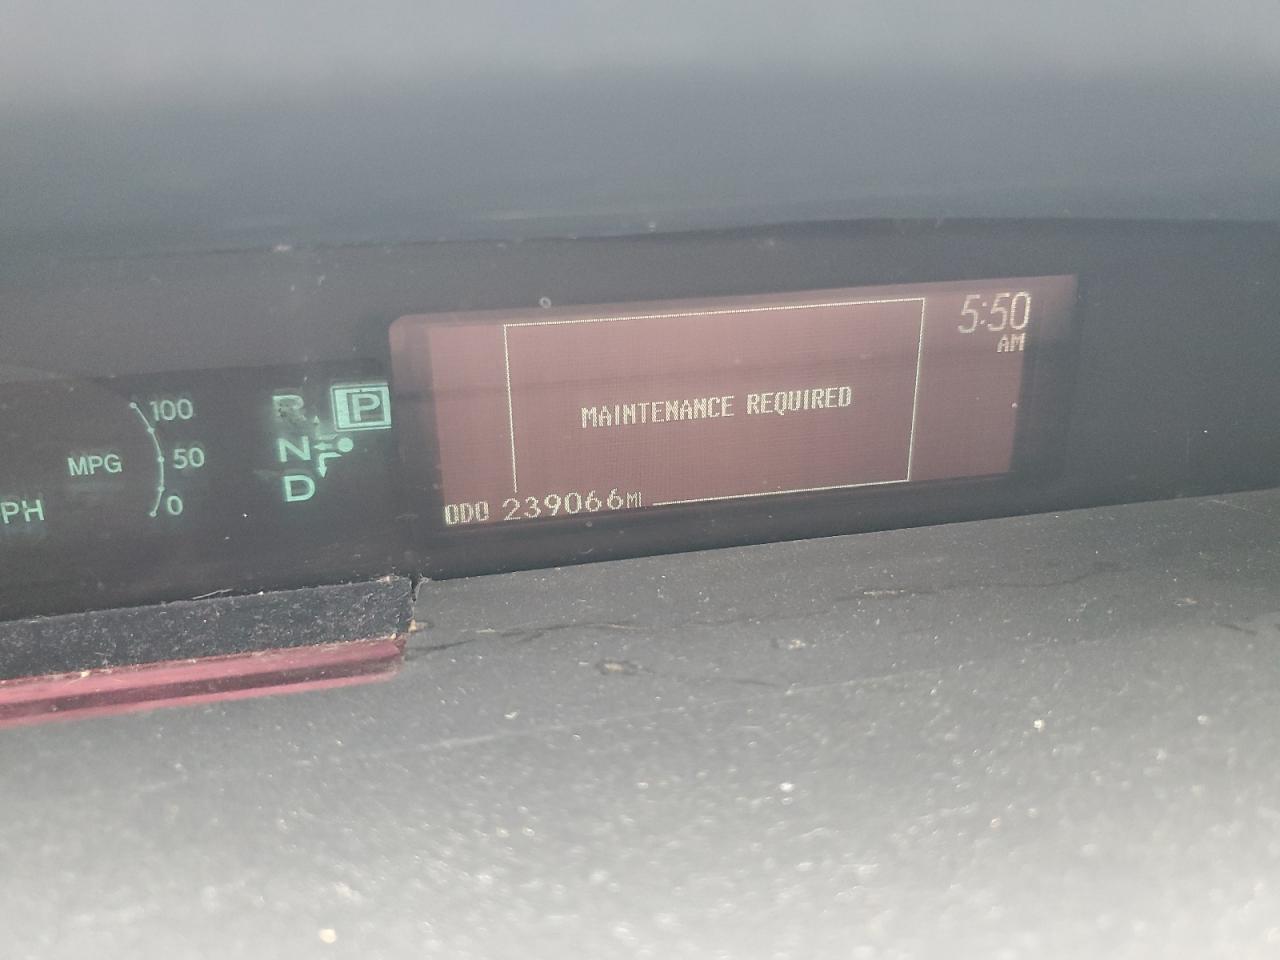 5:50
AM
100
R P
MAINTENANCE REQUIRED
MPG 50
N
D
0
PH
ODO 239066MI